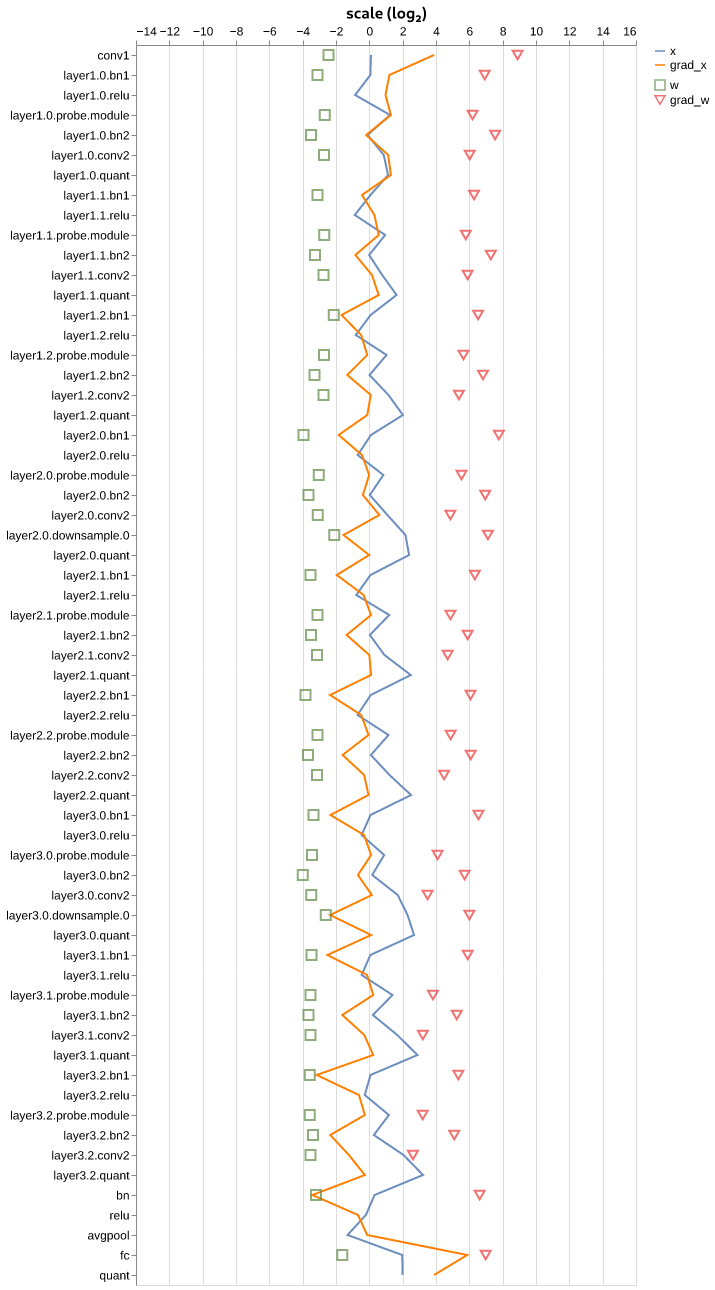 scale (log2)
−14 −12 −10 −8 −6 −4 −2 0 2 4 6 8 10 12 14 16
x
grad_x
w
grad_w
conv1
layer1.0.bn1
layer1.0.relu
layer1.0.probe.module
layer1.0.bn2
layer1.0.conv2
layer1.0.quant
layer1.1.bn1
layer1.1.relu
layer1.1.probe.module
layer1.1.bn2
layer1.1.conv2
layer1.1.quant
layer1.2.bn1
layer1.2.relu
layer1.2.probe.module
layer1.2.bn2
layer1.2.conv2
layer1.2.quant
layer2.0.bn1
layer2.0.relu
layer2.0.probe.module
layer2.0.bn2
layer2.0.conv2
layer2.0.downsample.0
layer2.0.quant
layer2.1.bn1
layer2.1.relu
layer2.1.probe.module
layer2.1.bn2
layer2.1.conv2
layer2.1.quant
layer2.2.bn1
layer2.2.relu
layer2.2.probe.module
layer2.2.bn2
layer2.2.conv2
layer2.2.quant
layer3.0.bn1
layer3.0.relu
layer3.0.probe.module
layer3.0.bn2
layer3.0.conv2
layer3.0.downsample.0
layer3.0.quant
layer3.1.bn1
layer3.1.relu
layer3.1.probe.module
layer3.1.bn2
layer3.1.conv2
layer3.1.quant
layer3.2.bn1
layer3.2.relu
layer3.2.probe.module
layer3.2.bn2
layer3.2.conv2
layer3.2.quant
bn
relu
avgpool
fc
quant